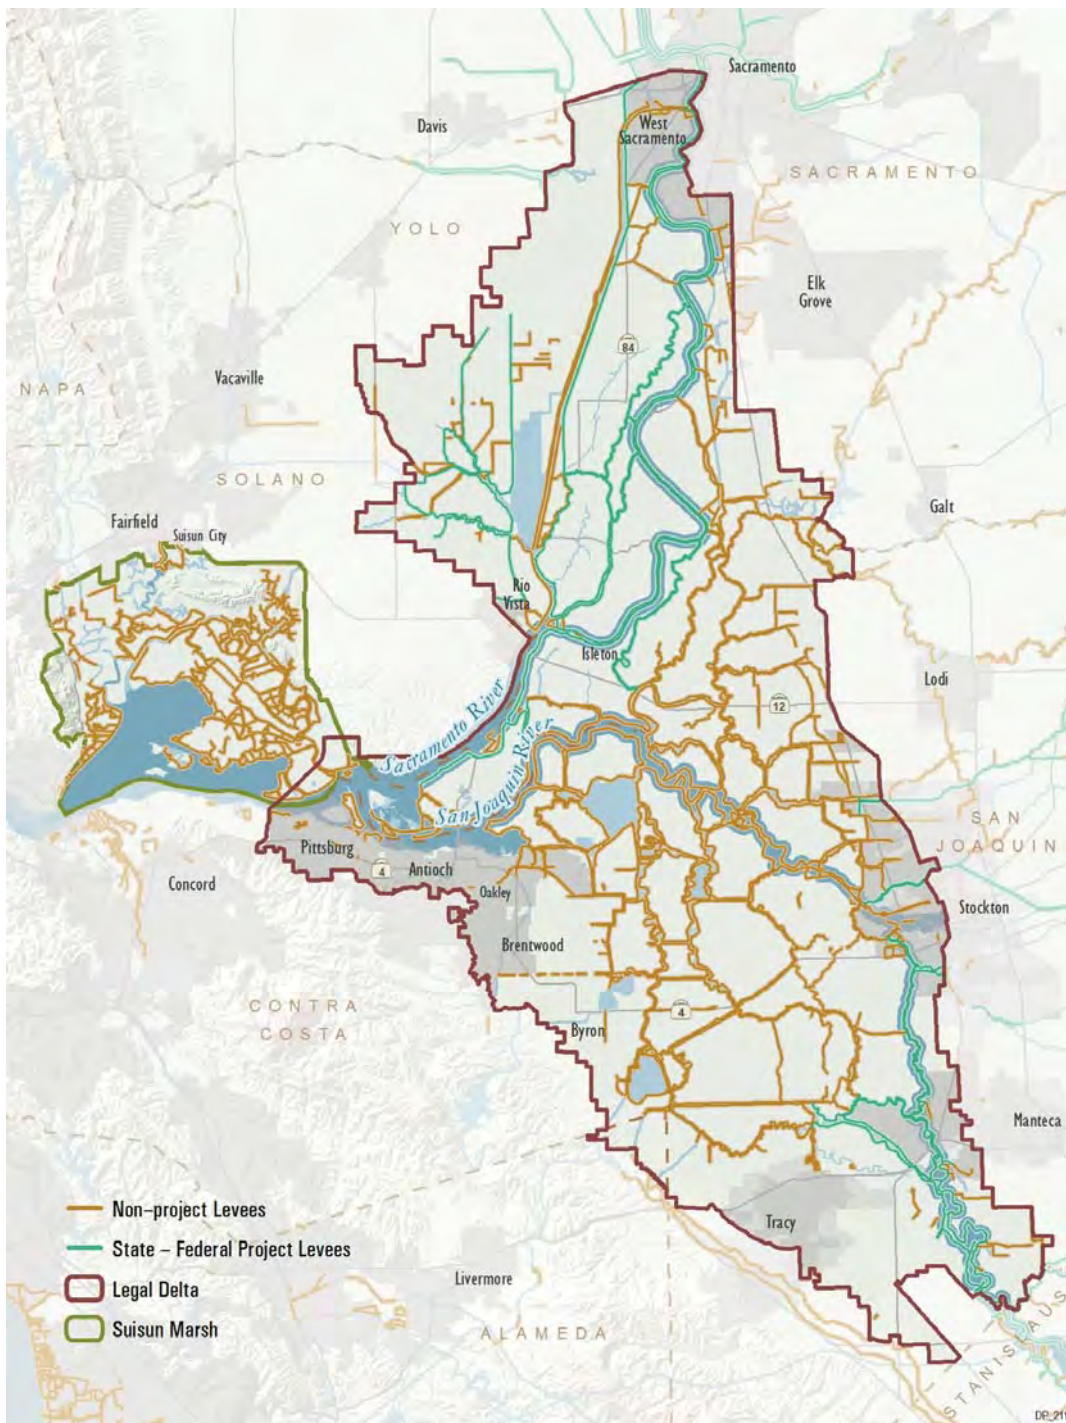 Sacramento
Davis
West
Sacramento
SACRAMENTO
YOLO
Elk
Grove
84
NAPA
Vacaville
SOLANO
Galt
Fairfield
Suisun City
Rio
Vista
Isleton
Lodi
12
Sacramento River
San Joaquin River
SAN
JOAQUIN
Pittsburg
4
Antioch
Concord
Oakley
Stockton
Brentwood
CONTRA
COSTA
4
Byron
Manteca
Non-project Levees
Tracy
State – Federal Project Levees
Livermore
Legal Delta
ALAMEDA
Suisun Marsh
STANISLAUS